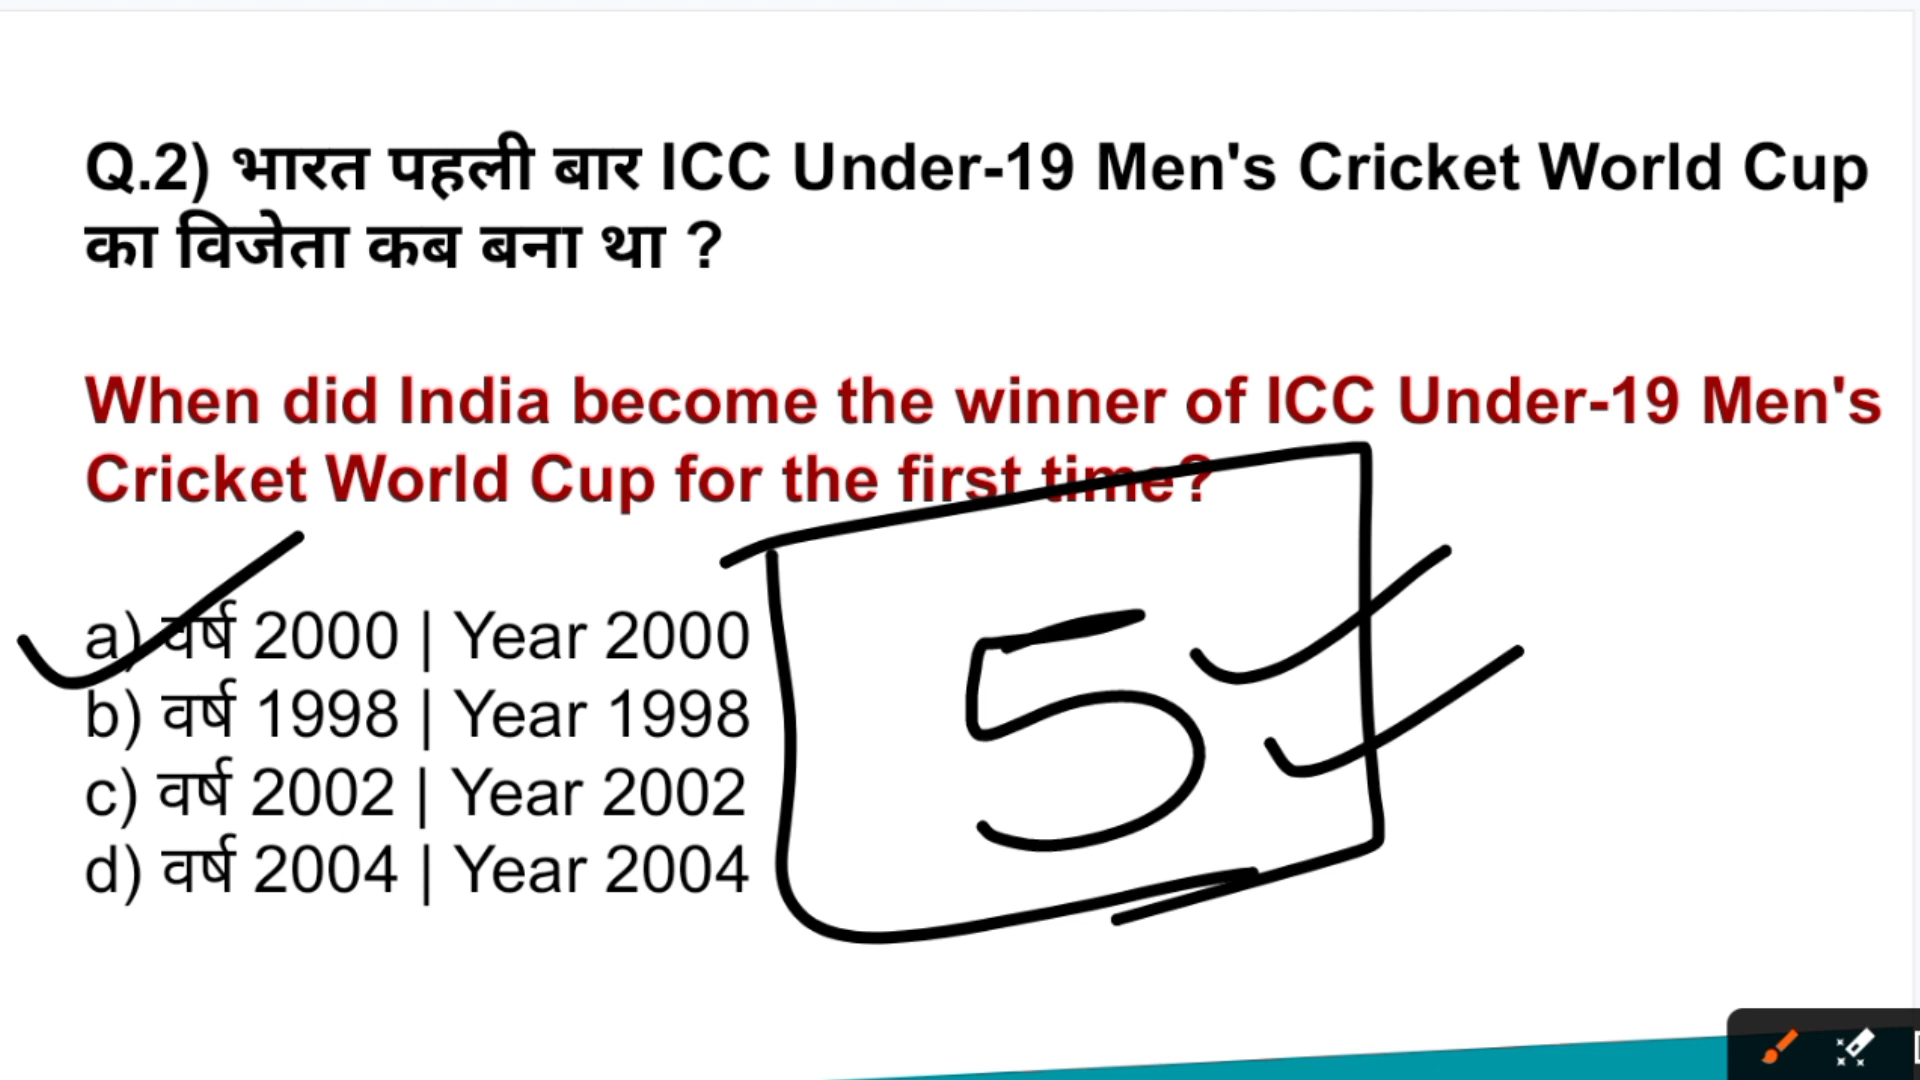 Q.2) भारत पहली बार ICC Under-19 Men's Cricket World Cup
का विजेता कब बना था ?
When did India become the winner of ICC Under-19 Men's
Cricket World Cup for the first time?
a) वर्ष 2000 | Year 2000
b) वर्ष 1998 | Year 1998
c) वर्ष 2002 | Year 2002
d) वर्ष 2004 | Year 2004
5